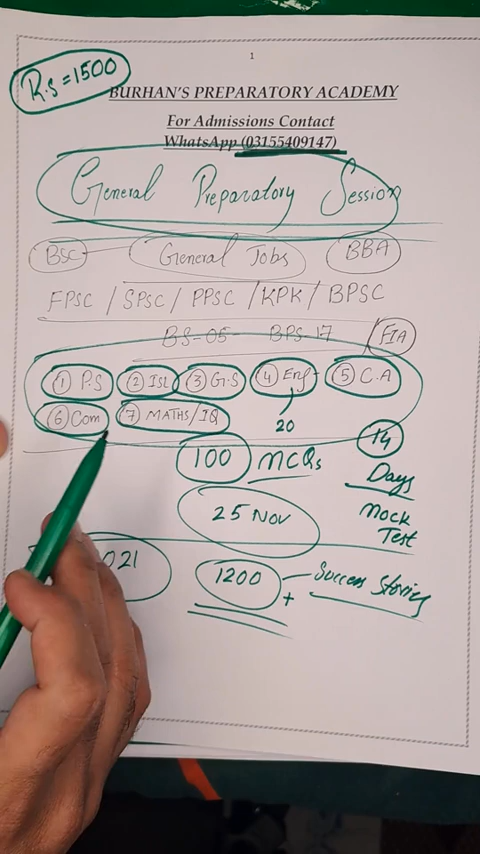 1
R.s = 1500
BURHAN'S PREPARATORY ACADEMY
For Admissions Contact
WhatsApp (03155409147)
General Preparatory Session
BSC General Jobs BBA
FPSC / SPSC / PPSC / KPK / BPSC
BS-05- BPS-17 FIA
1 P.S 2 ISL 3 G.S 4 Eng 5 C.A
6 Com 7 MATHS/IQ 20
14 Days
100 MCQs
Mock Test
25 Nov
021 1200+ Success Stories